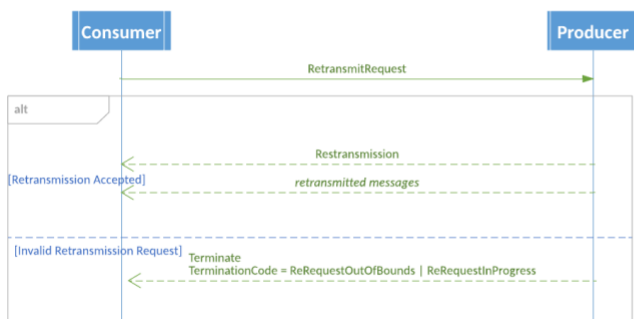 Consumer
Producer
RetransmitRequest
alt
Restransmission
[Retransmission Accepted]
retransmitted messages
[Invalid Retransmission Request]
Terminate
TerminationCode = ReRequestOutOfBounds | ReRequestInProgress